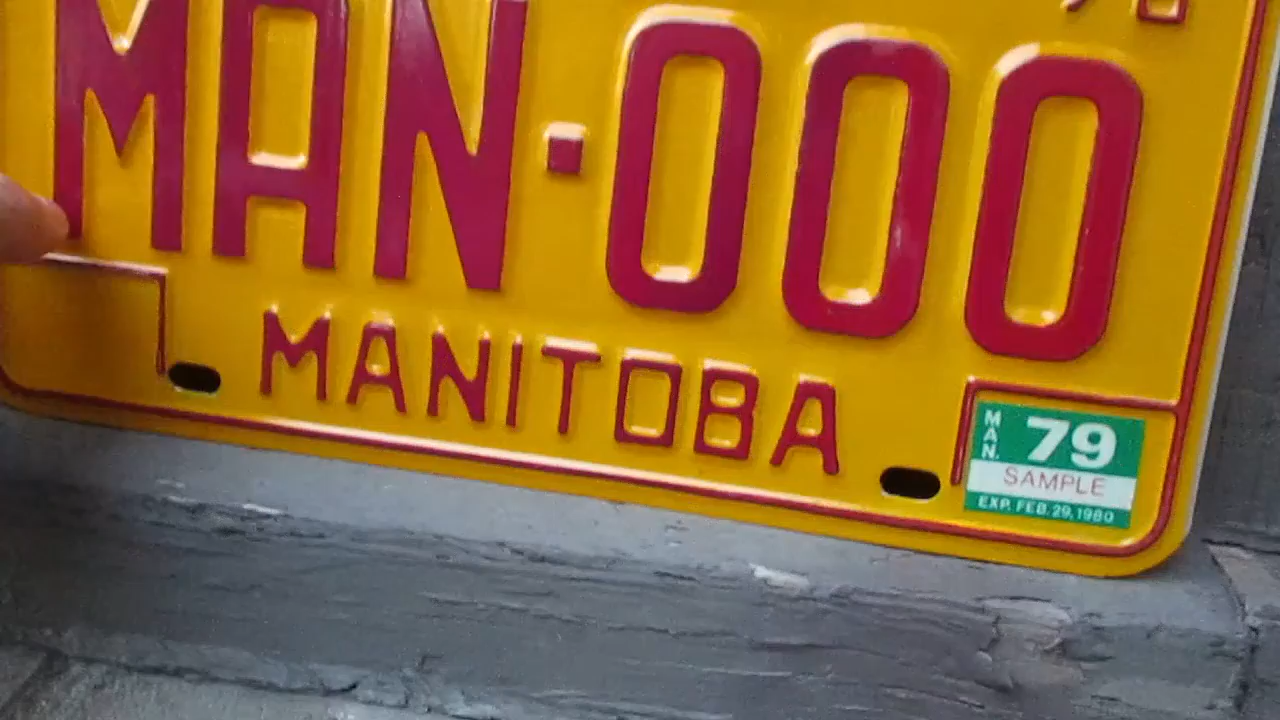 MAN·000
MANITOBA
MAN. 79
SAMPLE
EXP. FEB. 29, 1980